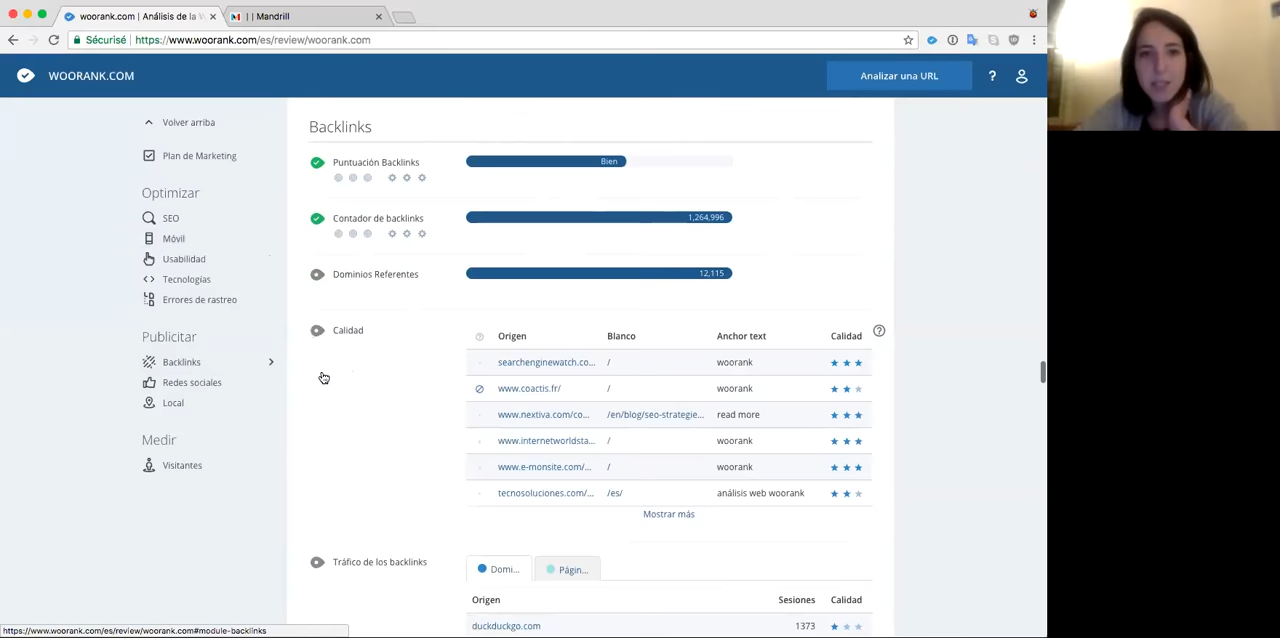 woorank.com | Análisis de la W
| | Mandrill
Sécurisé | https://www.woorank.com/es/review/woorank.com
WOORANK.COM
Analizar una URL
?
Volver arriba
Plan de Marketing
Optimizar
SEO
Móvil
Usabilidad
Tecnologías
Errores de rastreo
Publicitar
Backlinks
Redes sociales
Local
Medir
Visitantes
Backlinks
Puntuación Backlinks Bien
Contador de backlinks 1,264,996
Dominios Referentes 12,115
Calidad
? Origen Blanco Anchor text Calidad ?
searchenginewatch.co... / woorank
www.coactis.fr/ / woorank
www.nextiva.com/co... /en/blog/seo-strategie... read more
www.internetworldsta... / woorank
www.e-monsite.com/... / woorank
tecnosoluciones.com/... /es/ análisis web woorank
Mostrar más
Tráfico de los backlinks
Domi... Págin...
Origen Sesiones Calidad
duckduckgo.com 1373
https://www.woorank.com/es/review/woorank.com#module-backlinks